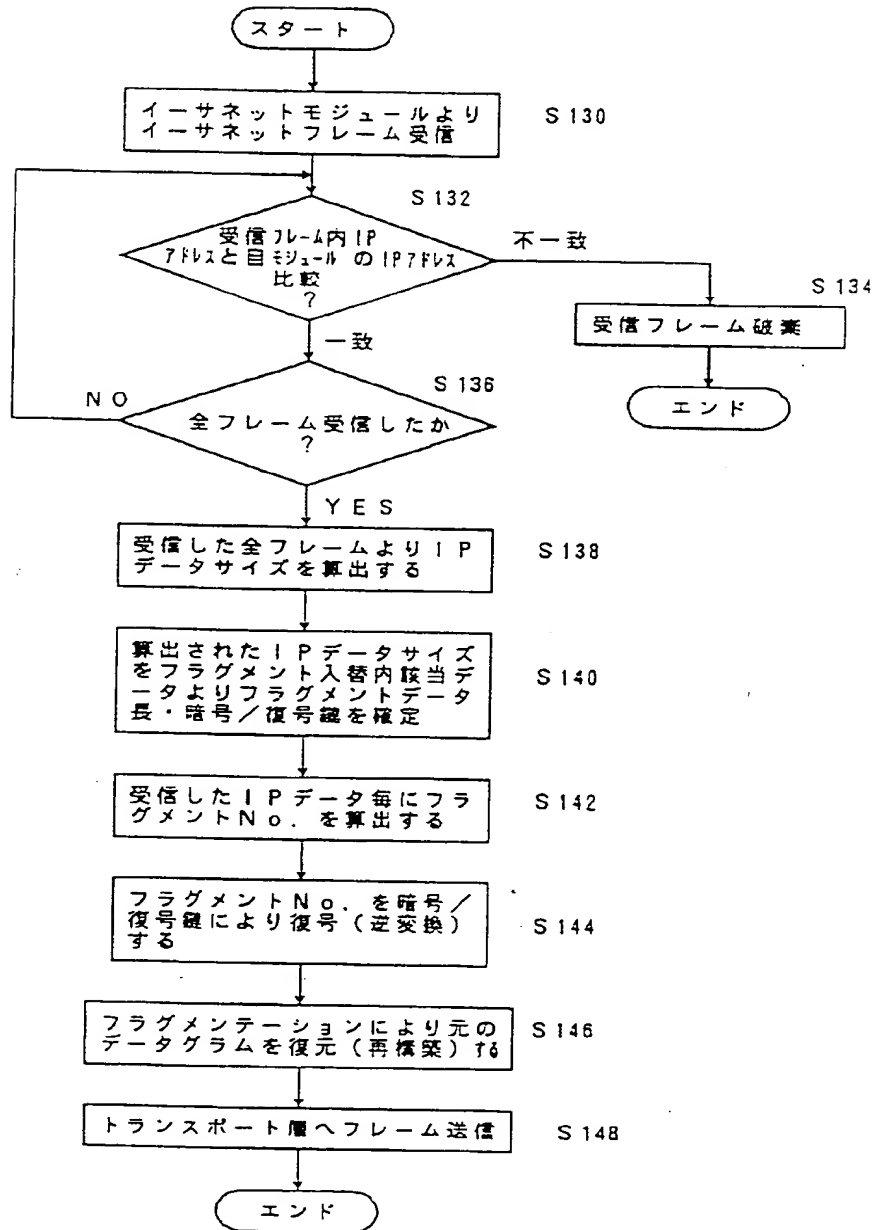 スタート
イーサネットモジュールより
イーサネットフレーム受信
S130
S132
受信フレーム内IP
アドレスと自モジュールのIPアドレス
比較
?
不一致
S134
受信フレーム破棄
エンド
一致
S136
NO
全フレーム受信したか
?
YES
受信した全フレームよりIP
データサイズを算出する
S138
算出されたIPデータサイズ
をフラグメント入替内該当デ
ータよりフラグメントデータ
長・暗号/復号鍵を確定
S140
受信したIPデータ毎にフラ
グメントNo.を算出する
S142
フラグメントNo.を暗号/
復号鍵により復号(逆変換)
する
S144
フラグメンテーションにより元の
データグラムを復元(再構築)する
S146
トランスポート層へフレーム送信
S148
エンド